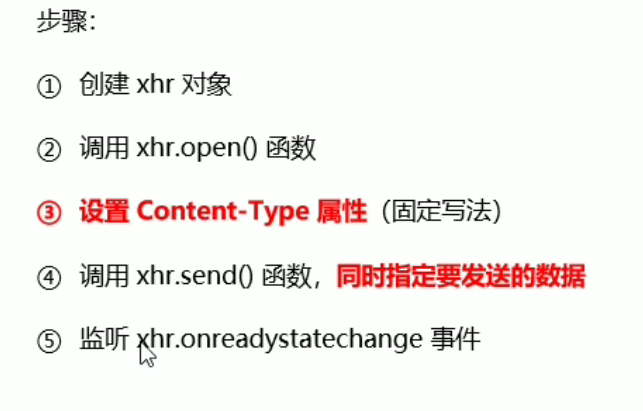 步骤：
① 创建 xhr 对象
② 调用 xhr.open() 函数
③ 设置 Content-Type 属性（固定写法）
④ 调用 xhr.send() 函数，同时指定要发送的数据
⑤ 监听 xhr.onreadystatechange 事件